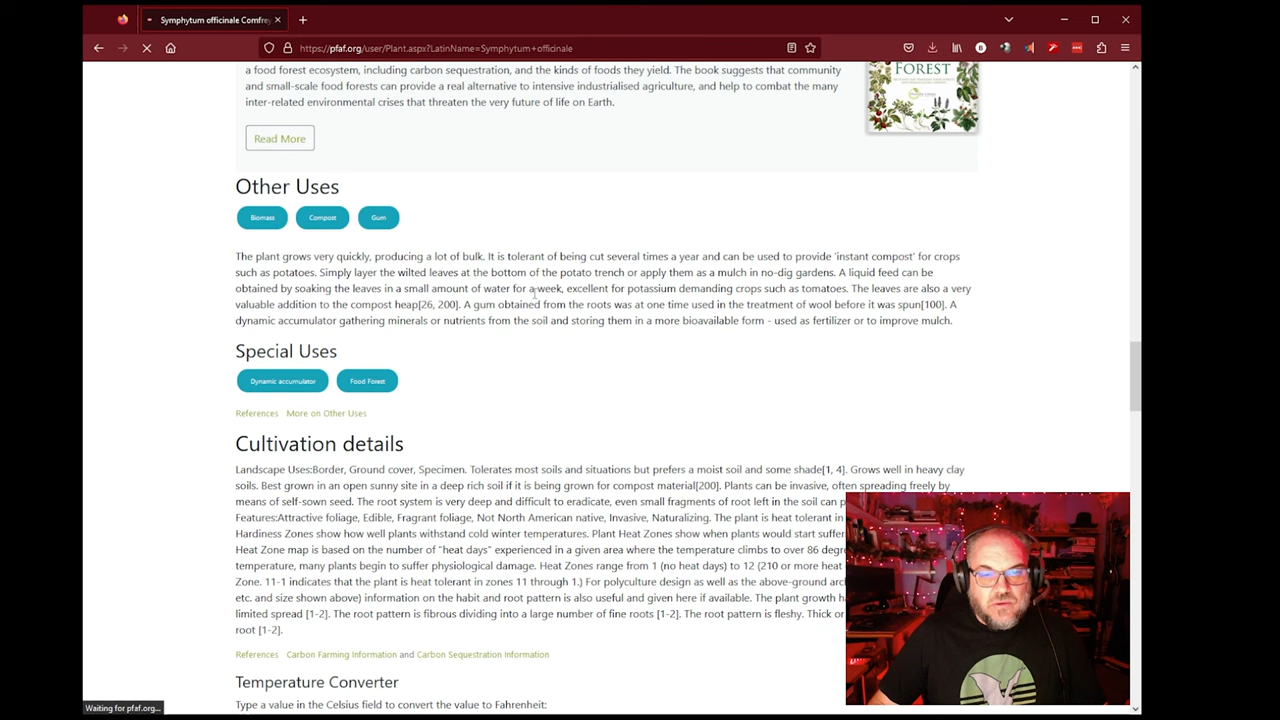 Symphytum officinale Comfrey
https://pfaf.org/user/Plant.aspx?LatinName=Symphytum+officinale
a food forest ecosystem, including carbon sequestration, and the kinds of foods they yield. The book suggests that community
and small-scale food forests can provide a real alternative to intensive industrialised agriculture, and help to combat the many
inter-related environmental crises that threaten the very future of life on Earth.
FOREST
Read More
Other Uses
Biomass Compost Gum
The plant grows very quickly, producing a lot of bulk. It is tolerant of being cut several times a year and can be used to provide 'instant compost' for crops
such as potatoes. Simply layer the wilted leaves at the bottom of the potato trench or apply them as a mulch in no-dig gardens. A liquid feed can be
obtained by soaking the leaves in a small amount of water for a week, excellent for potassium demanding crops such as tomatoes. The leaves are also a very
valuable addition to the compost heap[26, 200]. A gum obtained from the roots was at one time used in the treatment of wool before it was spun[100]. A
dynamic accumulator gathering minerals or nutrients from the soil and storing them in a more bioavailable form - used as fertilizer or to improve mulch.
Special Uses
Dynamic accumulator Food Forest
References More on Other Uses
Cultivation details
Landscape Uses:Border, Ground cover, Specimen. Tolerates most soils and situations but prefers a moist soil and some shade[1, 4]. Grows well in heavy clay
soils. Best grown in an open sunny site in a deep rich soil if it is being grown for compost material[200]. Plants can be invasive, often spreading freely by
means of self-sown seed. The root system is very deep and difficult to eradicate, even small fragments of root left in the soil can
Features:Attractive foliage, Edible, Fragrant foliage, Not North American native, Invasive, Naturalizing. The plant is heat tolerant in
Hardiness Zones show how well plants withstand cold winter temperatures. Plant Heat Zones show when plants would start suffer
Heat Zone map is based on the number of "heat days" experienced in a given area where the temperature climbs to over 86 degre
temperature, many plants begin to suffer physiological damage. Heat Zones range from 1 (no heat days) to 12 (210 or more heat
Zone. 11-1 indicates that the plant is heat tolerant in zones 11 through 1.) For polyculture design as well as the above-ground arc
etc. and size shown above) information on the habit and root pattern is also useful and given here if available. The plant growth h
limited spread [1-2]. The root pattern is fibrous dividing into a large number of fine roots [1-2]. The root pattern is fleshy. Thick or
root [1-2].
References Carbon Farming Information and Carbon Sequestration Information
Temperature Converter
Type a value in the Celsius field to convert the value to Fahrenheit:
Waiting for pfaf.org...